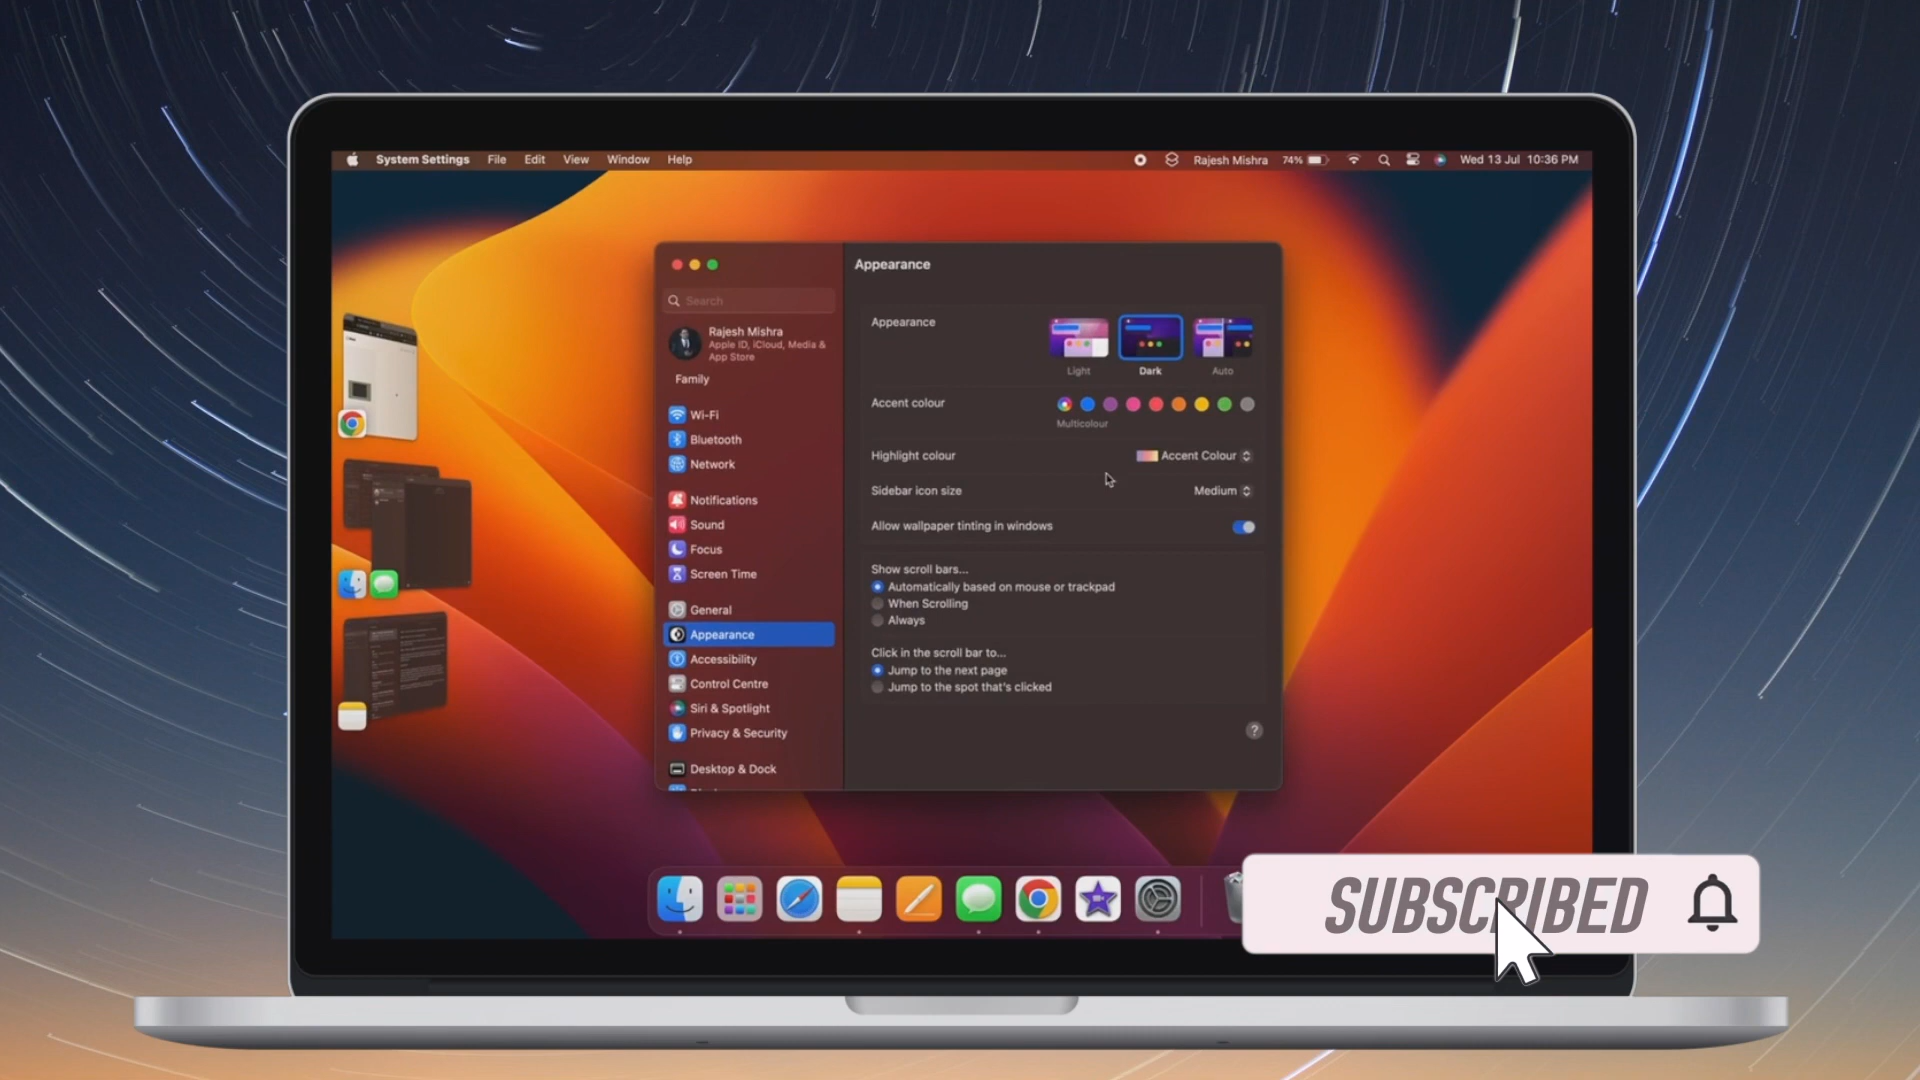 System Settings File Edit View Window Help Rajesh Mishra 74% Wed 13 Jul 10:36 PM
Appearance
Search
Rajesh Mishra
Apple ID, iCloud, Media &
App Store
Family
Wi-Fi
Bluetooth
Network
Notifications
Sound
Focus
Screen Time
General
Appearance
Accessibility
Control Centre
Siri & Spotlight
Privacy & Security
Desktop & Dock
Appearance
Light Dark Auto
Accent colour
Multicolour
Highlight colour Accent Colour
Sidebar icon size Medium
Allow wallpaper tinting in windows
Show scroll bars...
Automatically based on mouse or trackpad
When Scrolling
Always
Click in the scroll bar to...
Jump to the next page
Jump to the spot that's clicked
?
SUBSCRIBED